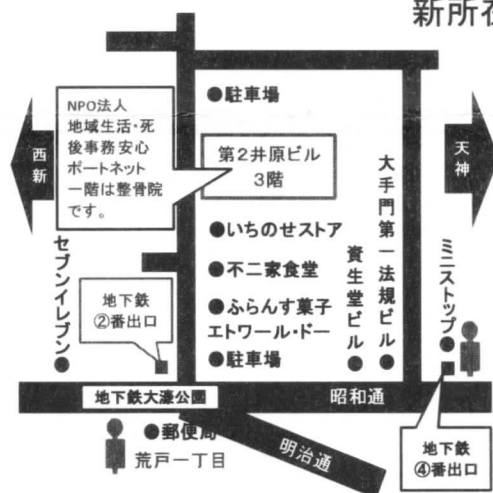 新所在
●駐車場
NPO法人
地域生活・死
後事務安心
ポートネット
一階は整骨院
です。
西新
天神
第2井原ビル
3階
大手門第一法規ビル●
資生堂ビル●
●いちのせストア
●不二家食堂
●ふらんす菓子
エトワール・ドー
●駐車場
セブンイレブン●
ミニストップ●
地下鉄
②番出口
地下鉄大濠公園
昭和通
●郵便局
荒戸一丁目
明治通
地下鉄
④番出口